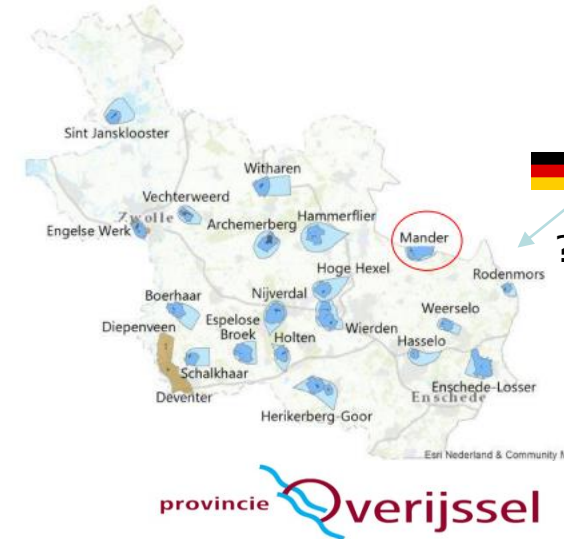 Sint Jansklooster
Witharen
Vechterweerd
Zwolle
Engelse Werk
Archemerberg
Hammerflier
Mander
?
Hoge Hexel
Rodenmors
Boerhaar
Nijverdal
Weerselo
Diepenveen
Espelose
Broek
Holten
Wierden
Hasselo
Schalkhaar
Enschede-Losser
Deventer
Enschede
Herikerberg-Goor
Esri Nederland & Community M
provincie Overijssel